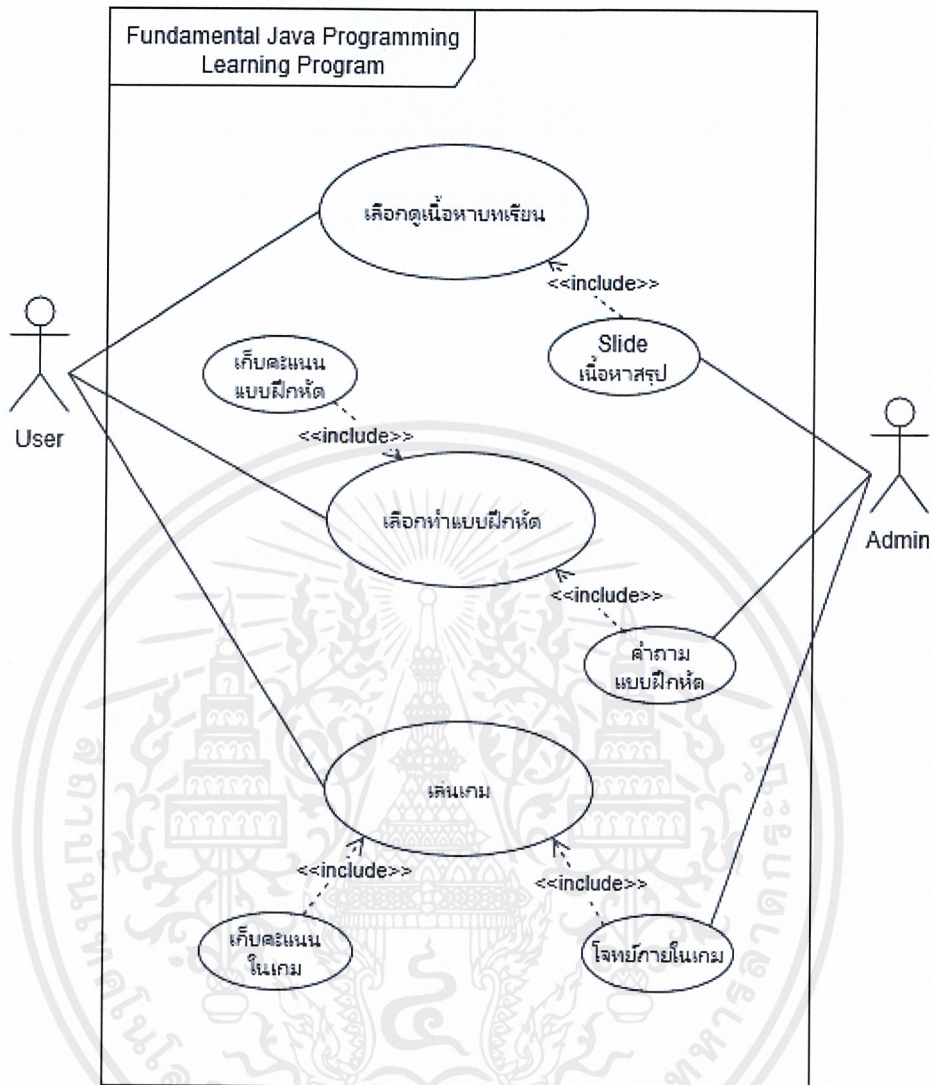 Fundamental Java Programming
Learning Program
เลือกดูเนื้อหาบทเรียน
<<include>>
Slide
เนื้อหาสรุป
เก็บคะแนน
แบบฝึกหัด
<<include>>
User
เลือกทำแบบฝึกหัด
Admin
<<include>>
คำถาม
แบบฝึกหัด
เล่นเกม
<<include>>
<<include>>
เก็บคะแนน
ในเกม
โจทย์ภายในเกม